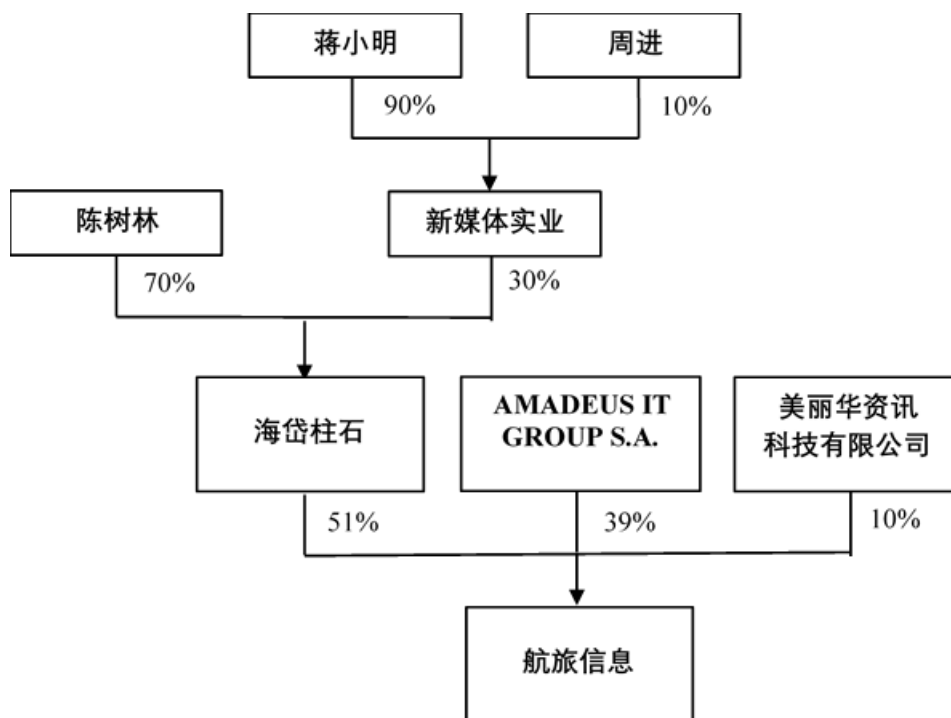 蒋小明
周进
90%
10%
陈树林
新媒体实业
70%
30%
海岱柱石
AMADEUS IT
GROUP S.A.
美丽华资讯
科技有限公司
51%
39%
10%
航旅信息